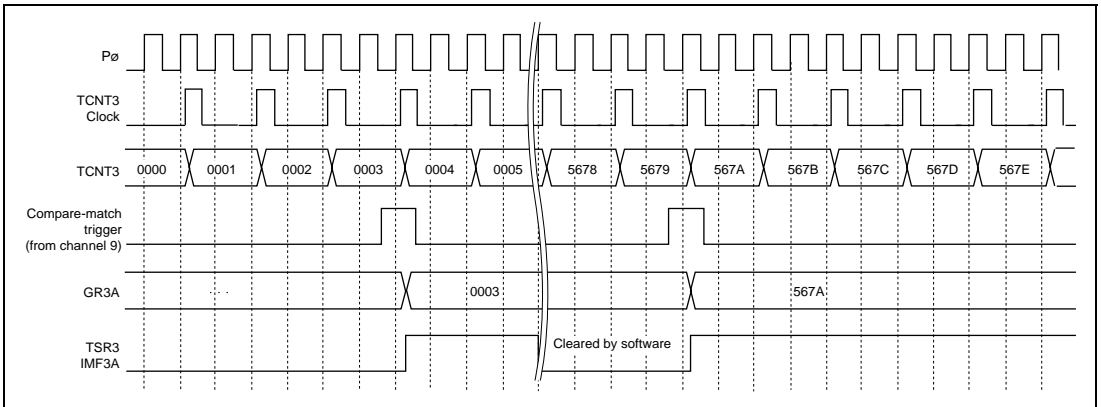 Pø
TCNT3
Clock
TCNT3 0000 0001 0002 0003 0004 0005 5678 5679 567A 567B 567C 567D 567E
Compare-match
trigger
(from channel 9)
GR3A .... 0003 567A
TSR3
IMF3A
Cleared by software